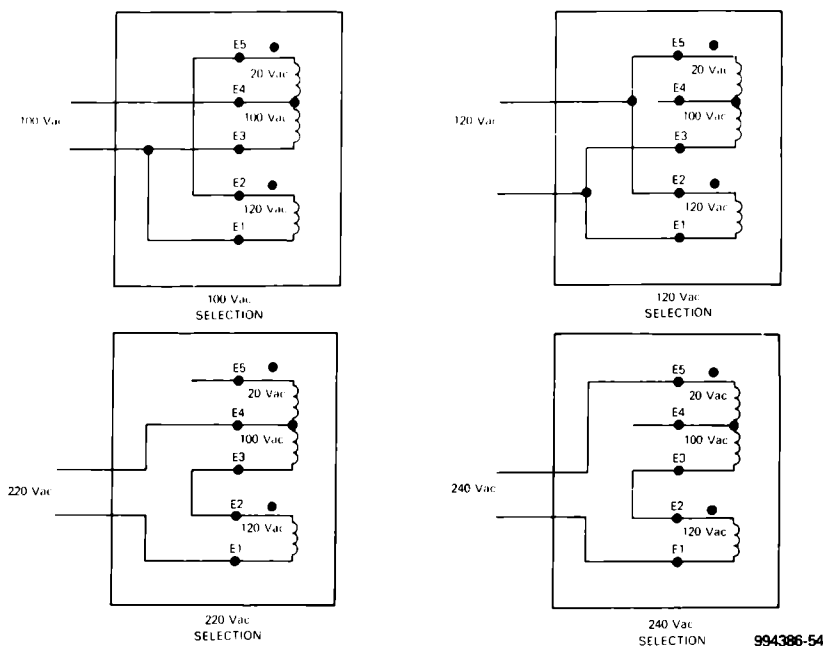 E5
20 Vac
E4
100 Vac
100 Vac
E3
E2
120 Vac
E1
100 Vac
SELECTION
E5
20 Vac
E4
100 Vac
120 Vac
E3
E2
120 Vac
E1
120 Vac
SELECTION
E5
20 Vac
E4
100 Vac
E3
220 Vac
E2
120 Vac
E1
220 Vac
SELECTION
E5
20 Vac
E4
100 Vac
E3
240 Vac
E2
120 Vac
E1
240 Vac
SELECTION
994386-54